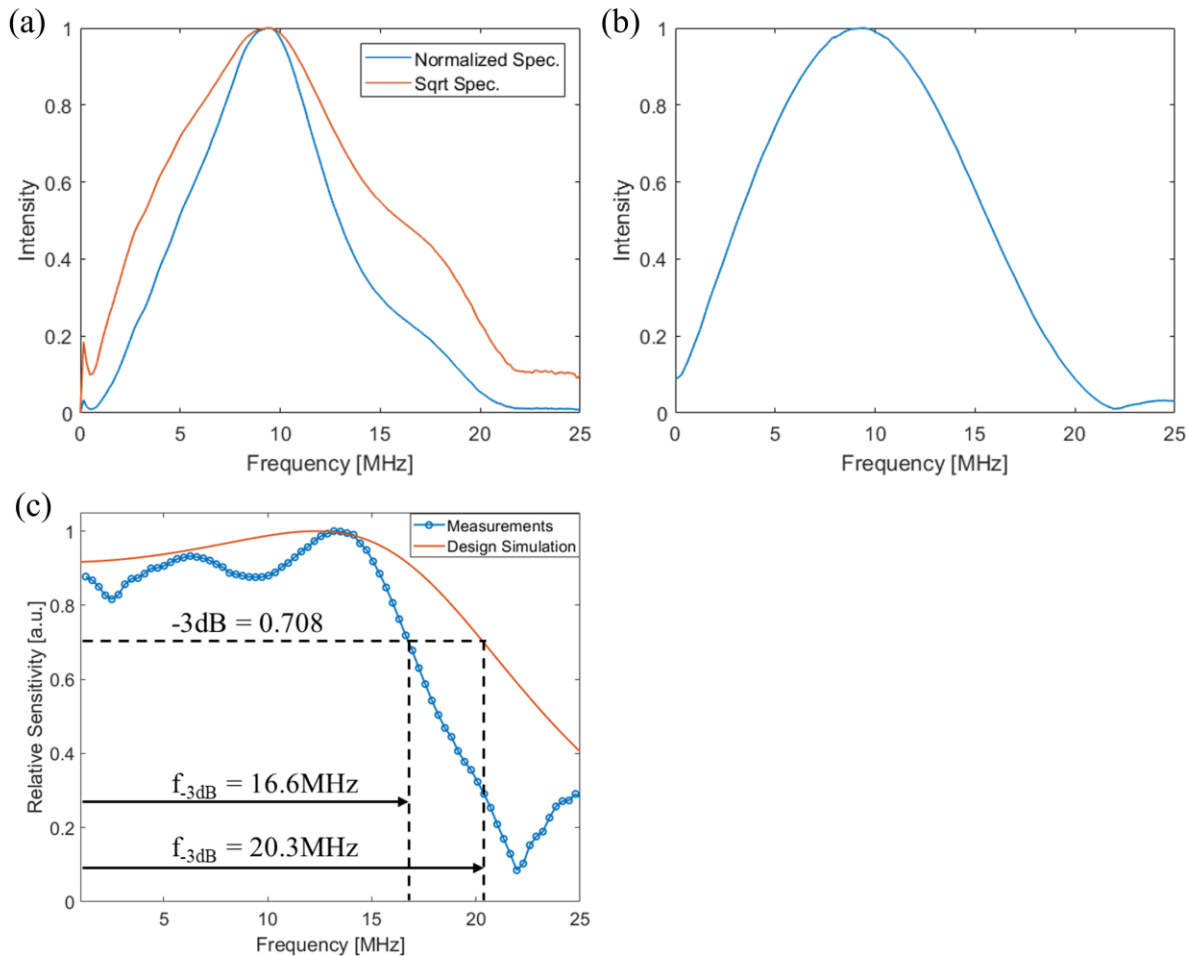 (a)
Normalized Spec.
Sqrt Spec.
Intensity
1
0.8
0.6
0.4
0.2
0
0 5 10 15 20 25
Frequency [MHz]
(b)
Intensity
1
0.8
0.6
0.4
0.2
0
0 5 10 15 20 25
Frequency [MHz]
(c)
Measurements
Design Simulation
Relative Sensitivity [a.u.]
1
0.8
0.6
0.4
0.2
0
-3dB = 0.708
f-3dB = 16.6MHz
f-3dB = 20.3MHz
5 10 15 20 25
Frequency [MHz]